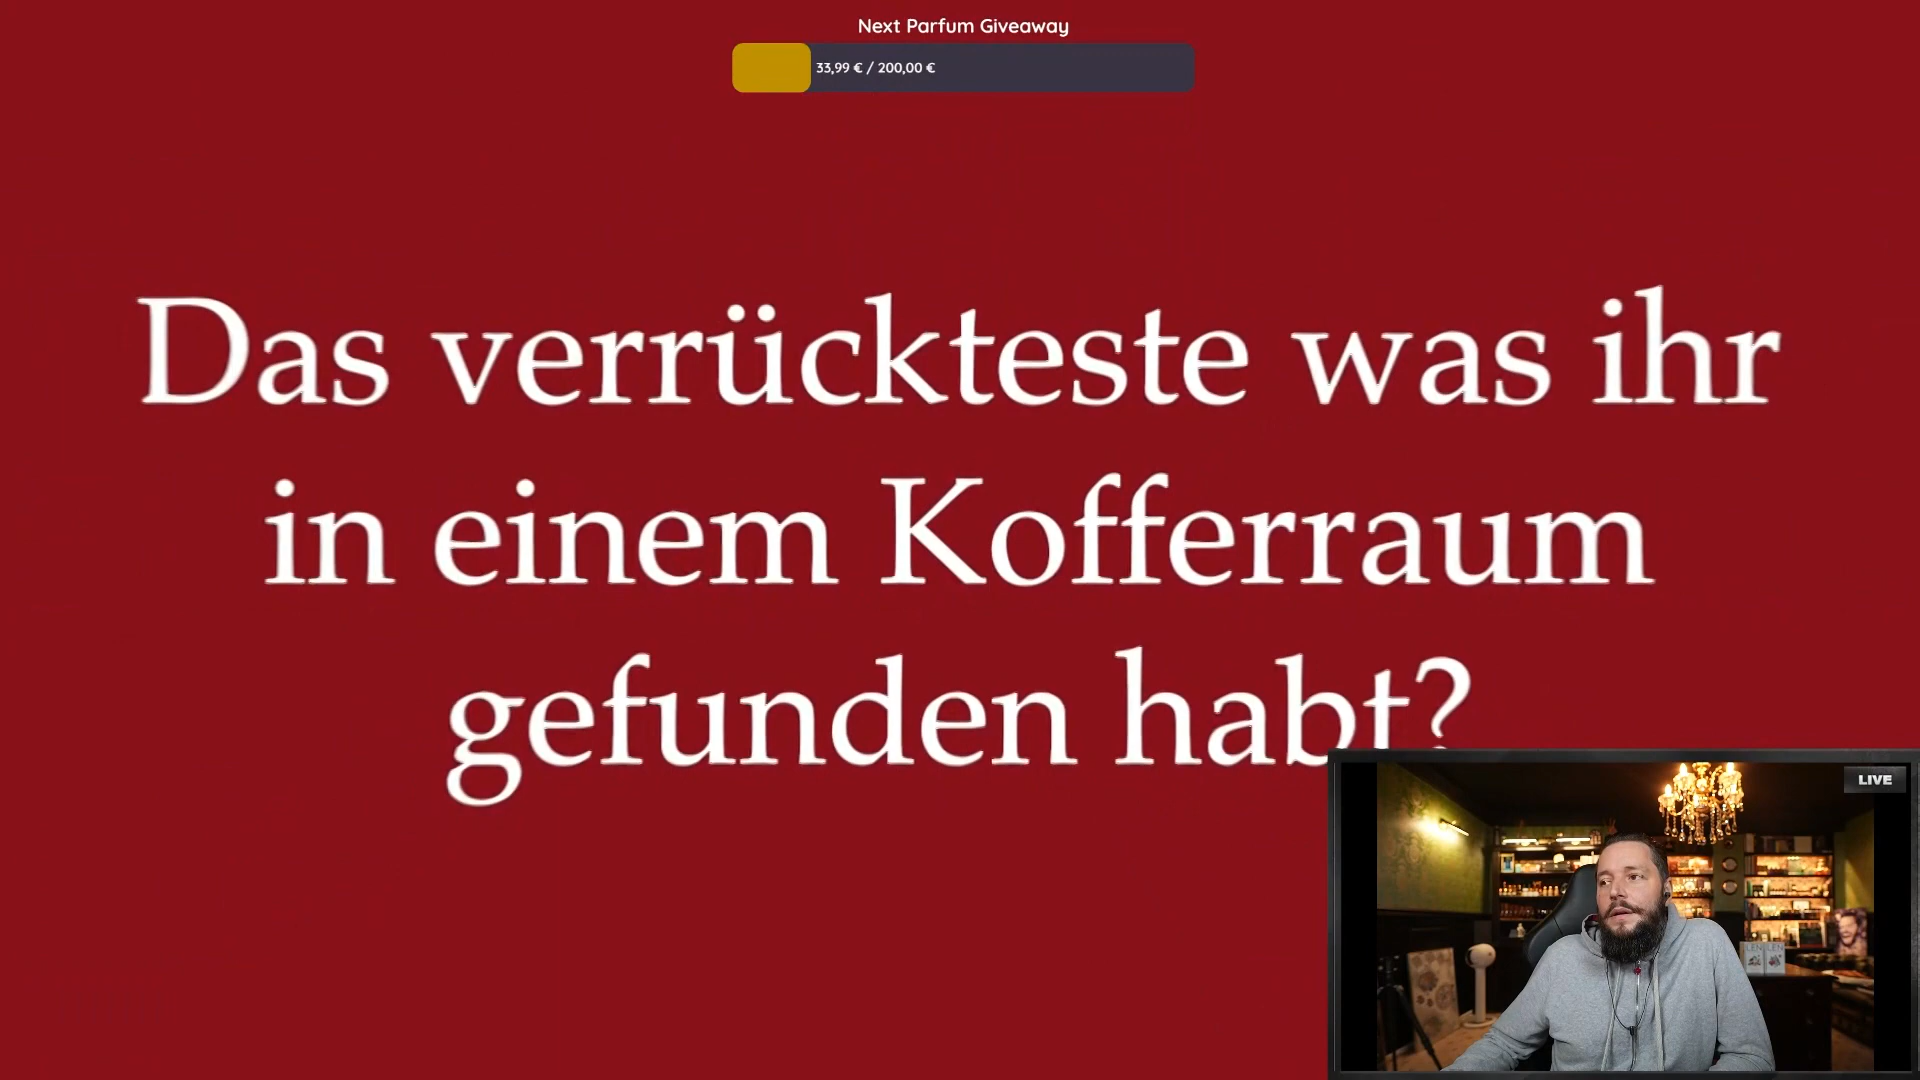 Next Parfum Giveaway
33,99 € / 200,00 €
Das verrückteste was ihr
in einem Kofferraum
gefunden habt?
LIVE